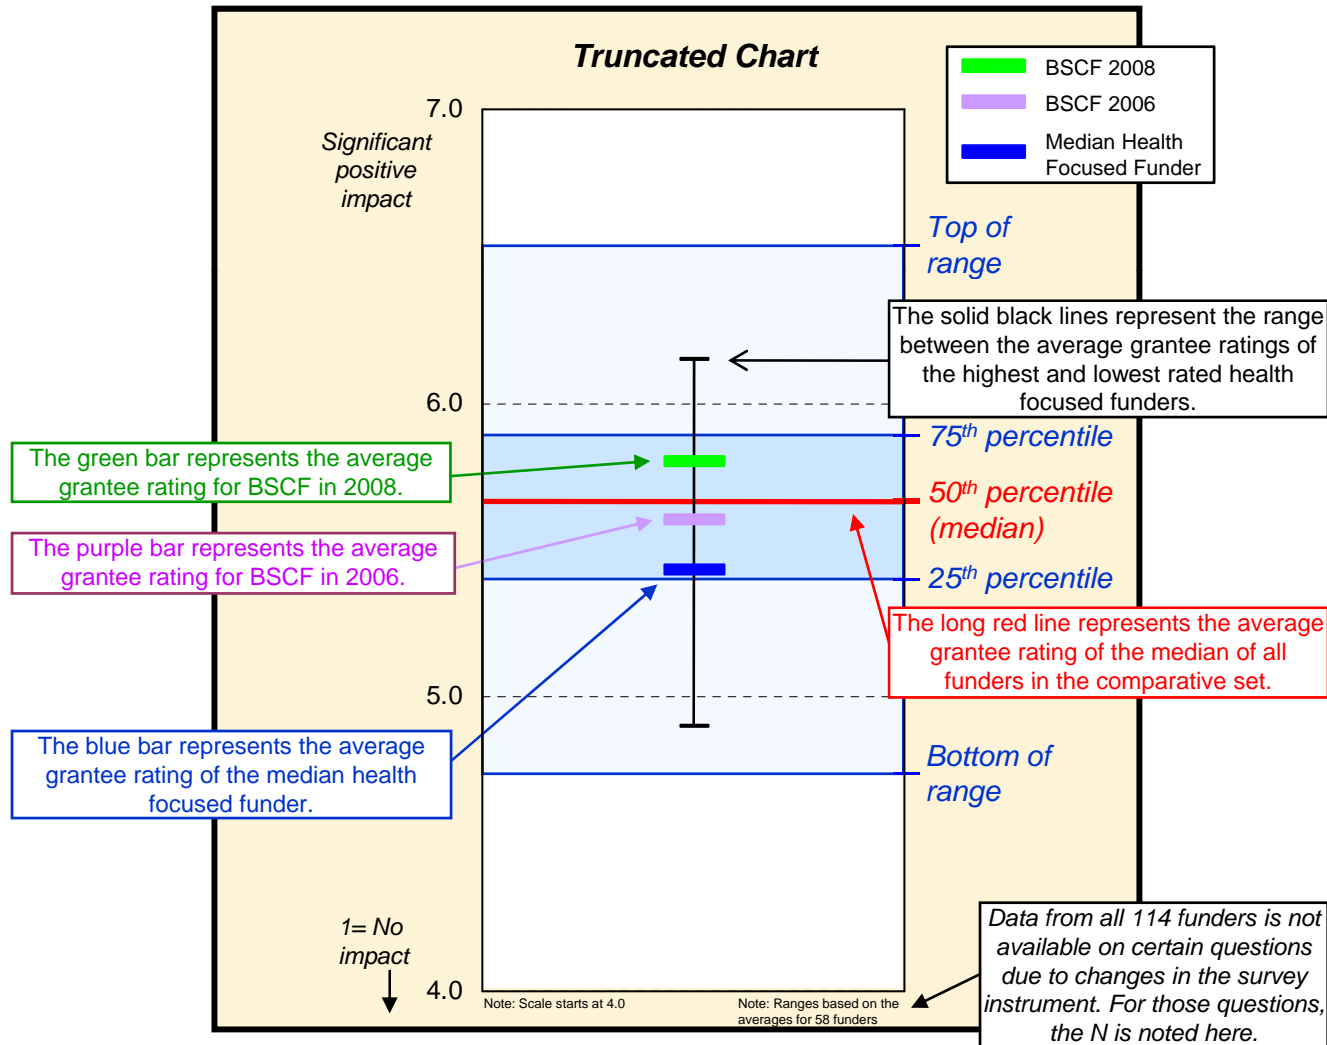 Truncated Chart
BSCF 2008
BSCF 2006
Median Health
Focused Funder
7.0
Significant
positive
impact
Top of
range
The solid black lines represent the range
between the average grantee ratings of
the highest and lowest rated health
focused funders.
6.0
75th percentile
The green bar represents the average
grantee rating for BSCF in 2008.
50th percentile
(median)
The purple bar represents the average
grantee rating for BSCF in 2006.
25th percentile
The long red line represents the average
grantee rating of the median of all
funders in the comparative set.
5.0
The blue bar represents the average
grantee rating of the median health
focused funder.
Bottom of
range
1= No
impact
4.0
Note: Scale starts at 4.0
Note: Ranges based on the
averages for 58 funders
Data from all 114 funders is not
available on certain questions
due to changes in the survey
instrument. For those questions,
the N is noted here.